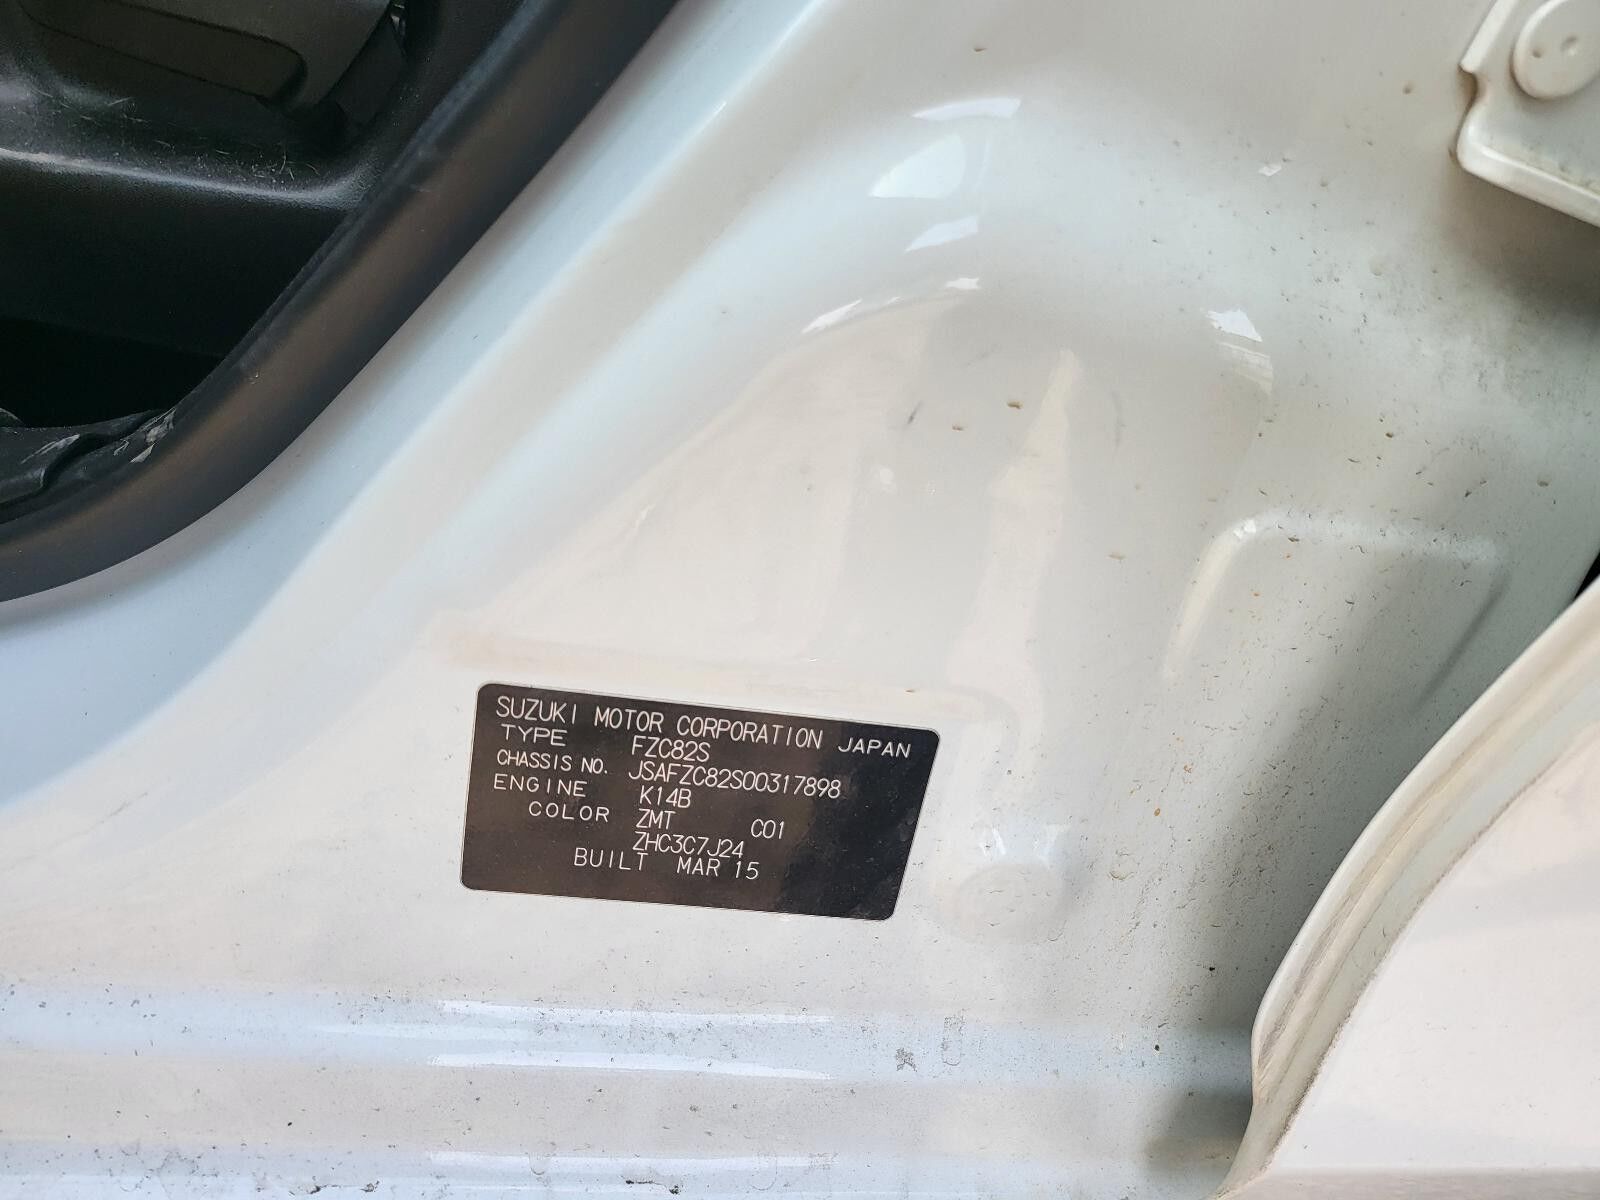 SUZUKI MOTOR CORPORATION JAPAN
TYPE FZC82S
CHASSIS NO. JSAFZC82S00317898
ENGINE K14B
COLOR ZMT C01
ZHC3C7J24
BUILT MAR 15